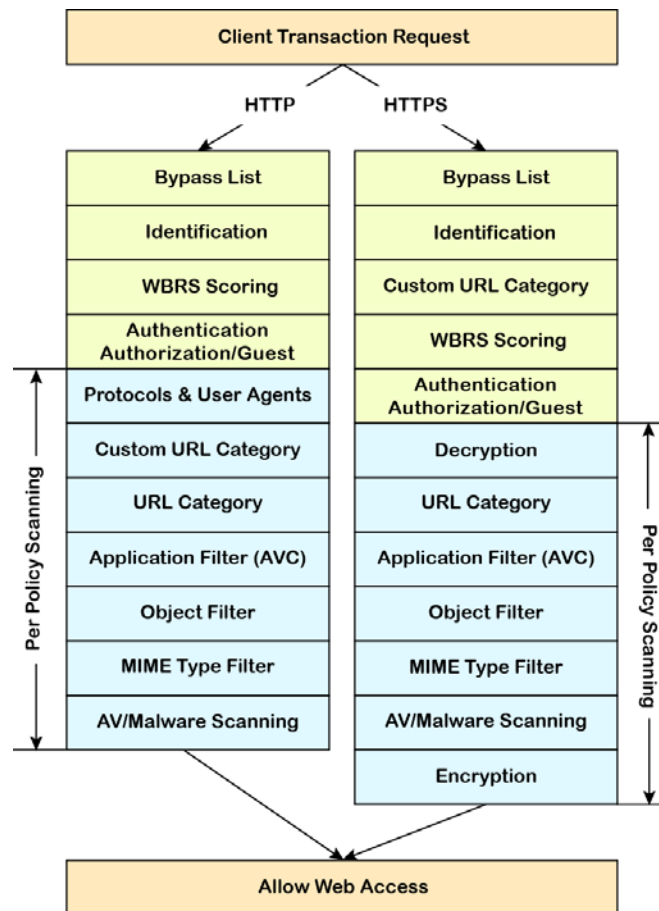 Client Transaction Request
HTTP
HTTPS
Bypass List
Identification
WBRS Scoring
Authentication
Authorization/Guest
Protocols & User Agents
Custom URL Category
URL Category
Application Filter (AVC)
Object Filter
MIME Type Filter
AV/Malware Scanning
Per Policy Scanning
Bypass List
Identification
Custom URL Category
WBRS Scoring
Authentication
Authorization/Guest
Decryption
URL Category
Application Filter (AVC)
Object Filter
MIME Type Filter
AV/Malware Scanning
Encryption
Per Policy Scanning
Allow Web Access